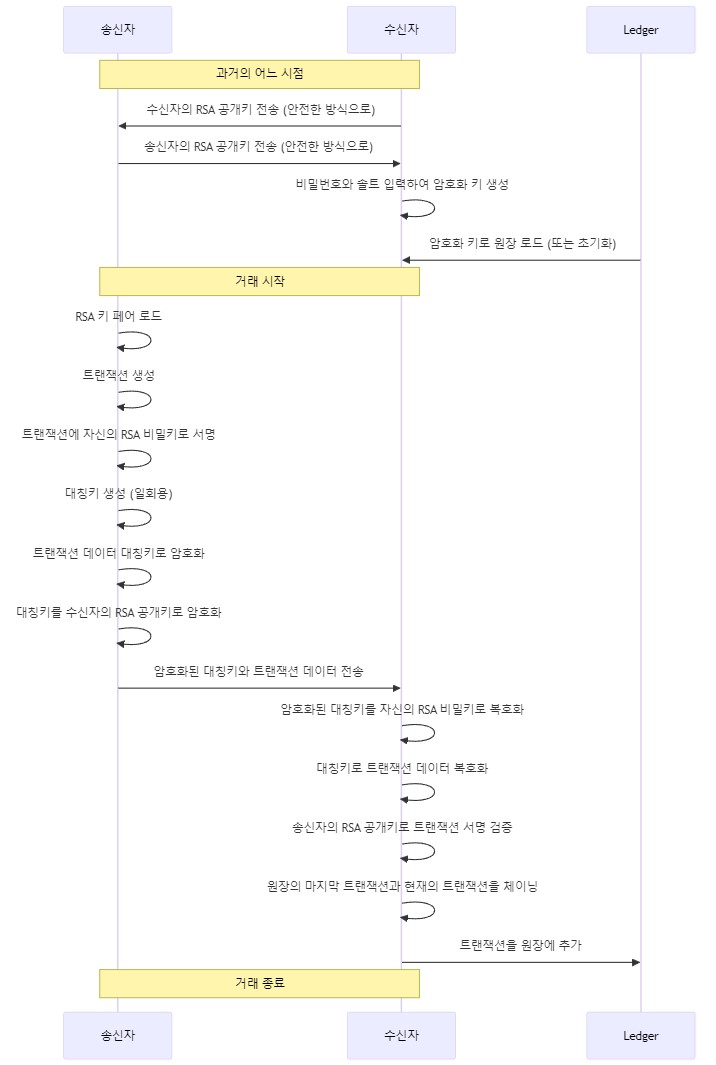 송신자
수신자
Ledger
과거의 어느 시점
수신자의 RSA 공개키 전송 (안전한 방식으로)
송신자의 RSA 공개키 전송 (안전한 방식으로)
비밀번호와 솔트 입력하여 암호화 키 생성
암호화 키로 원장 로드 (또는 초기화)
거래 시작
RSA 키 페어 로드
트랜잭션 생성
트랜잭션에 자신의 RSA 비밀키로 서명
대칭키 생성 (일회용)
트랜잭션 데이터 대칭키로 암호화
대칭키를 수신자의 RSA 공개키로 암호화
암호화된 대칭키와 트랜잭션 데이터 전송
암호화된 대칭키를 자신의 RSA 비밀키로 복호화
대칭키로 트랜잭션 데이터 복호화
송신자의 RSA 공개키로 트랜잭션 서명 검증
원장의 마지막 트랜잭션과 현재의 트랜잭션을 체이닝
트랜잭션을 원장에 추가
거래 종료
송신자
수신자
Ledger